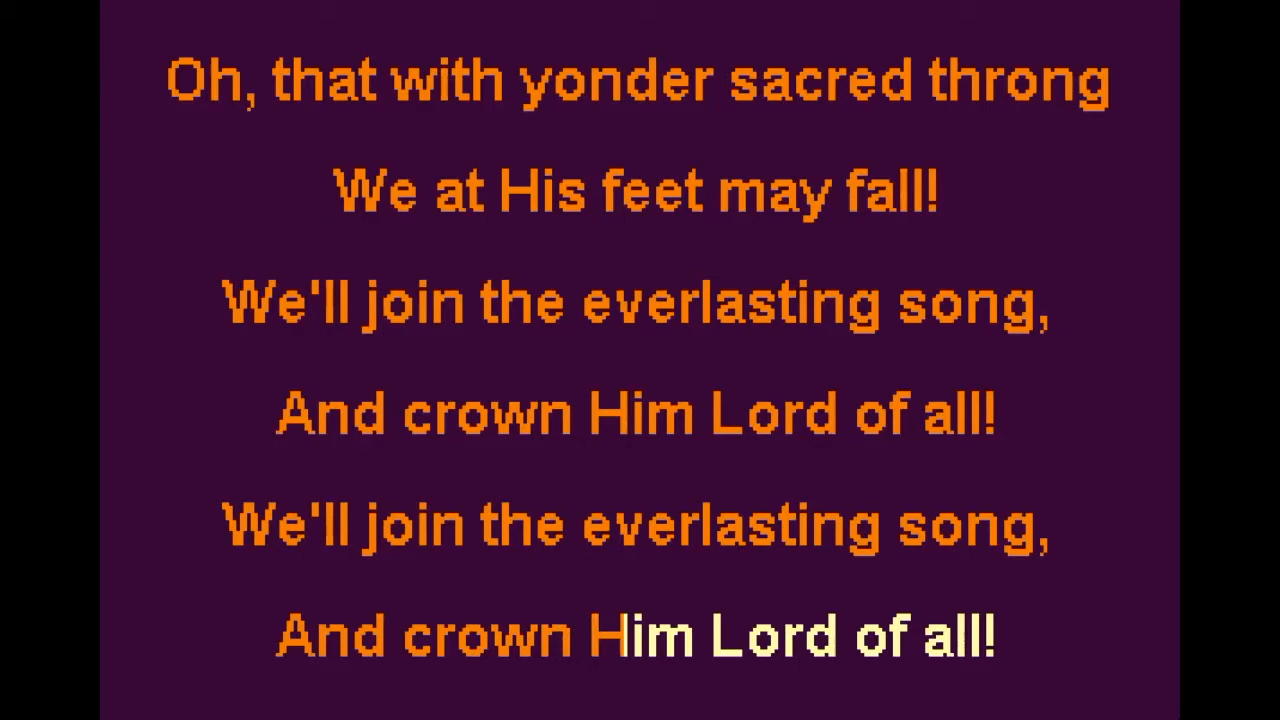 Oh, that with yonder sacred throng
We at His feet may fall!
We'll join the everlasting song,
And crown Him Lord of all!
We'll join the everlasting song,
And crown Him Lord of all!